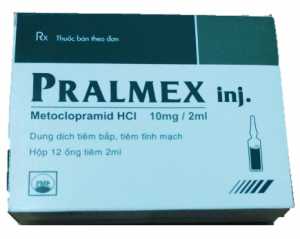 Rx Thuốc bán theo đơn
PRALMEX inj.
Metoclopramid HCl 10mg / 2ml
Dung dịch tiêm bắp, tiêm tĩnh mạch
Hộp 12 ống tiêm 2ml
PMP